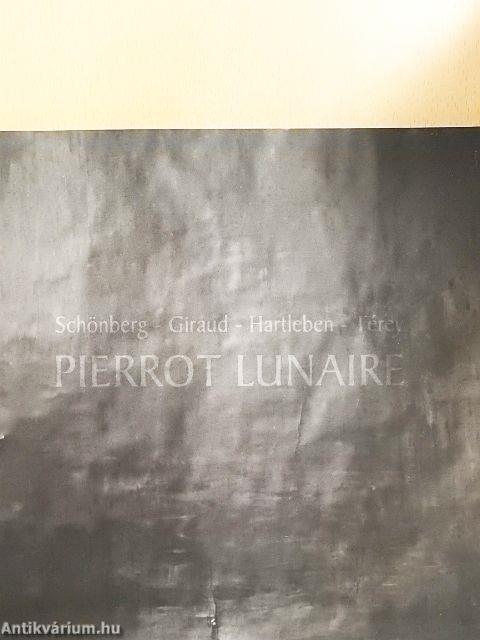 Schönberg - Giraud - Hartleben - Térey
PIERROT LUNAIRE
Antikvárium.hu